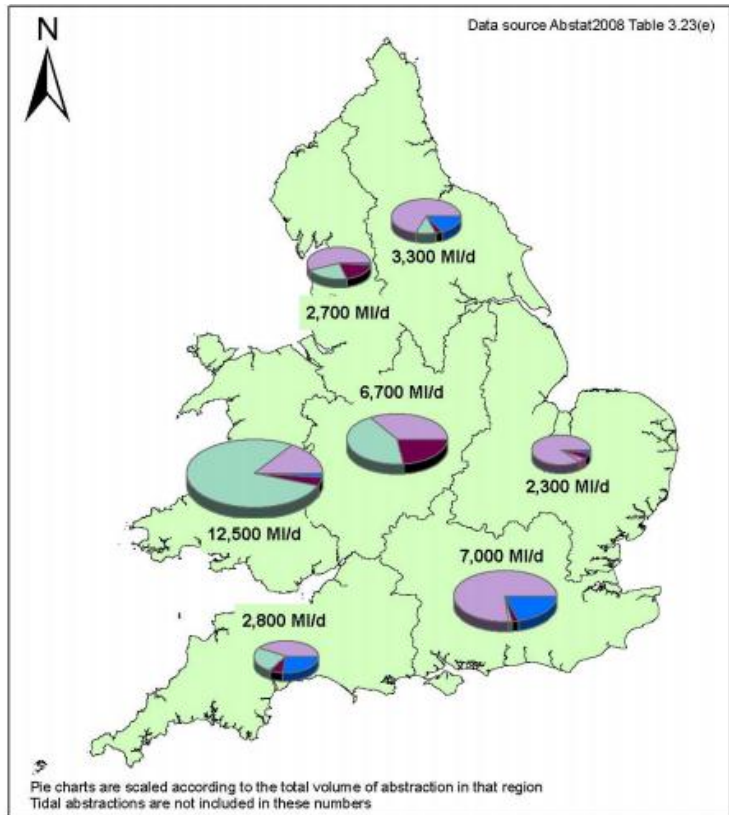 N
Data source Abstat2008 Table 3.23(e)
3,300 Ml/d
2,700 Ml/d
6,700 Ml/d
2,300 Ml/d
12,500 Ml/d
7,000 Ml/d
2,800 Ml/d
Pie charts are scaled according to the total volume of abstraction in that region
Tidal abstractions are not included in these numbers